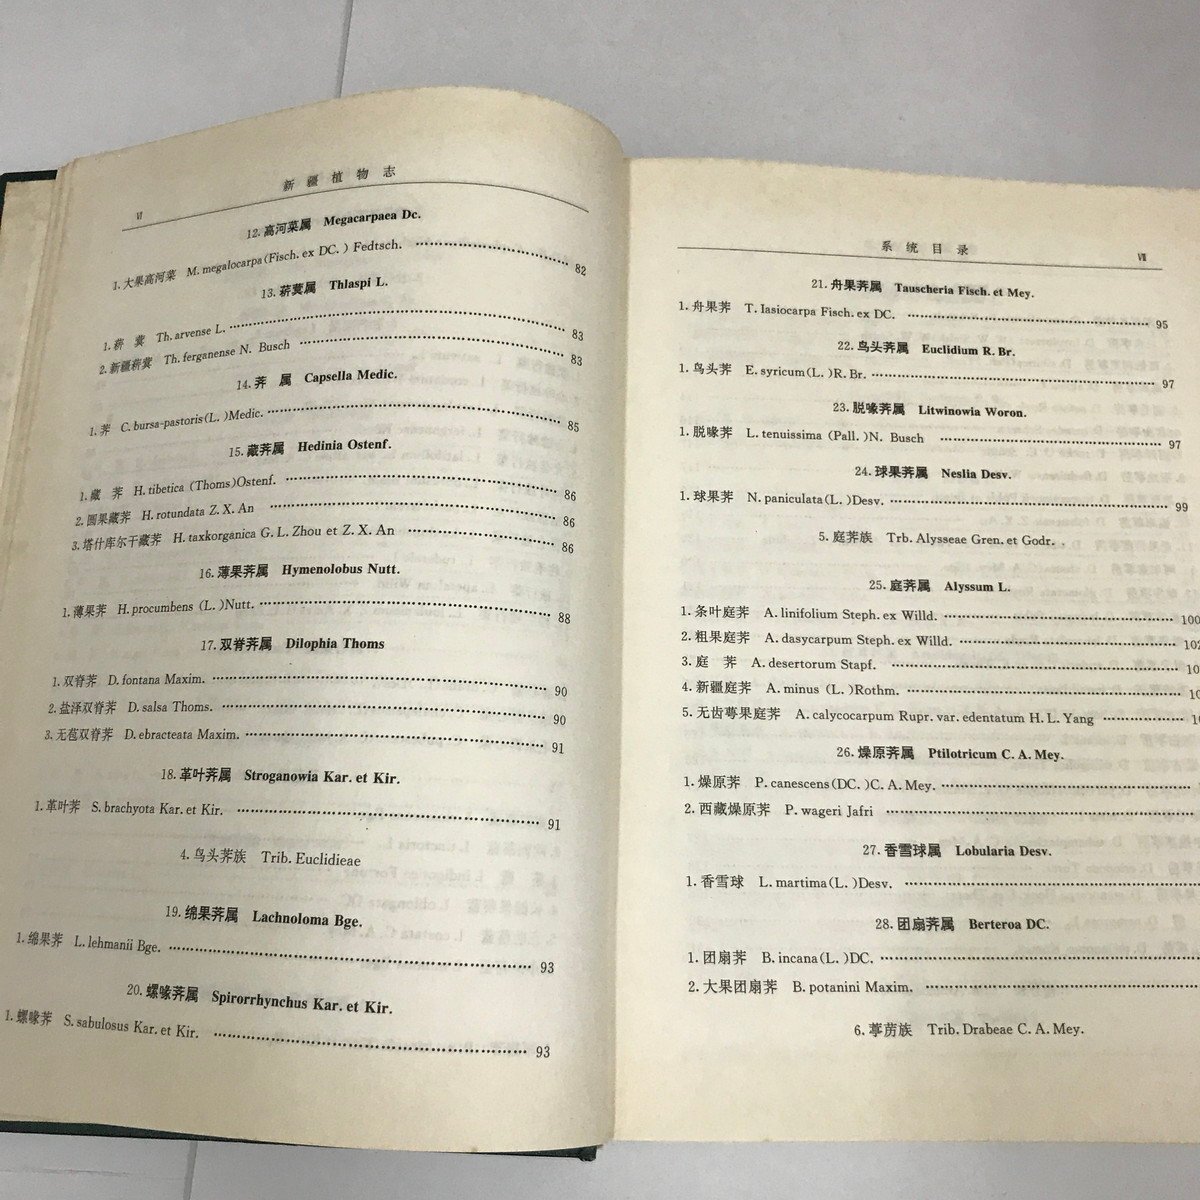 新疆植物志
Ⅵ
12.高河菜属 Megacarpaea Dc.
1.大果高河菜 M. megalocarpa(Fisch. ex DC. ) Fedtsch. 82
13.菥蓂属 Thlaspi L.
1.菥 蓂 Th. arvense L. 83
2.新疆菥蓂 Th. ferganense N. Busch 83
14.荠 属 Capsella Medic.
1.荠 C. bursa-pastoris(L. )Medic. 85
15.藏荠属 Hedinia Ostenf.
1.藏 荠 H. tibetica (Thoms)Ostenf. 86
2.圆果藏荠 H. rotundata Z. X. An 86
3.塔什库尔干藏荠 H. taxkorganica G. L. Zhou et Z. X. An 86
16.薄果荠属 Hymenolobus Nutt.
1.薄果荠 H. procumbens (L. )Nutt. 88
17.双脊荠属 Dilophia Thoms
1.双脊荠 D. fontana Maxim. 90
2.盐泽双脊荠 D. salsa Thoms. 90
3.无苞双脊荠 D. ebracteata Maxim. 91
18.革叶荠属 Stroganowia Kar. et Kir.
1.革叶荠 S. brachyota Kar. et Kir. 91
4.鸟头荠族 Trib. Euclidieae
19.绵果荠属 Lachnoloma Bge.
1.绵果荠 L. lehmanii Bge. 93
20.螺喙荠属 Spirorrhynchus Kar. et Kir.
1.螺喙荠 S. sabulosus Kar. et Kir. 93
系统目录
Ⅶ
21.舟果荠属 Tauscheria Fisch. et Mey.
1.舟果荠 T. Iasiocarpa Fisch. ex DC. 95
22.鸟头荠属 Euclidium R. Br.
1.鸟头荠 E. syricum(L. )R. Br. 97
23.脱喙荠属 Litwinowia Woron.
1.脱喙荠 L. tenuissima (Pall. )N. Busch 97
24.球果荠属 Neslia Desv.
1.球果荠 N. paniculata(L. )Desv. 99
5.庭荠族 Trb. Alysseae Gren. et Godr.
25.庭荠属 Alyssum L.
1.条叶庭荠 A. linifolium Steph. ex Willd. 100
2.粗果庭荠 A. dasycarpum Steph. ex Willd. 102
3.庭 荠 A. desertorum Stapf. 10
4.新疆庭荠 A. minus (L. )Rothm. 10
5.无齿萼果庭荠 A. calycocarpum Rupr. var. edentatum H. L. Yang 1
26.燥原荠属 Ptilotricum C. A. Mey.
1.燥原荠 P. canescens(DC. )C. A. Mey.
2.西藏燥原荠 P. wageri Jafri
27.香雪球属 Lobularia Desv.
1.香雪球 L. martima(L. )Desv.
28.团扇荠属 Berteroa DC.
1.团扇荠 B. incana(L. )DC.
2.大果团扇荠 B. potanini Maxim.
6.葶苈族 Trib. Drabeae C. A. Mey.